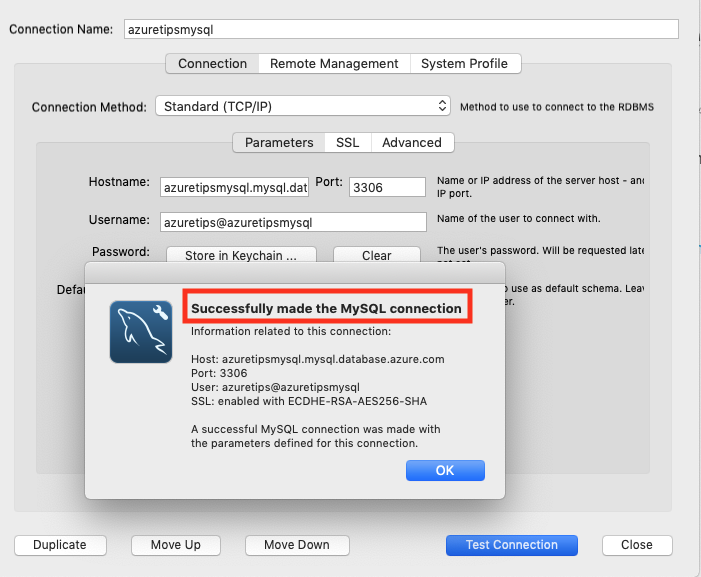 Connection Name: azuretipsmysql
Connection Remote Management System Profile
Connection Method: Standard (TCP/IP) Method to use to connect to the RDBMS
Parameters SSL Advanced
Hostname: azuretipsmysql.mysql.dat Port: 3306 Name or IP address of the server host - and
IP port.
Username: azuretips@azuretipsmysql Name of the user to connect with.
Password: Store in Keychain ... Clear The user's password. Will be requested late
not set.
Defau use as default schema. Leav
Successfully made the MySQL connection
Information related to this connection:
Host: azuretipsmysql.mysql.database.azure.com
Port: 3306
User: azuretips@azuretipsmysql
SSL: enabled with ECDHE-RSA-AES256-SHA
A successful MySQL connection was made with
the parameters defined for this connection.
OK
Duplicate Move Up Move Down Test Connection Close